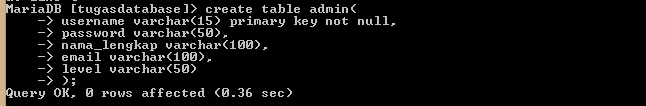 MariaDB [tugasdatabase]> create table admin(
-> username varchar(15) primary key not null,
-> password varchar(50),
-> nama_lengkap varchar(100),
-> email varchar(100),
-> level varchar(50)
-> );
Query OK, 0 rows affected (0.36 sec)